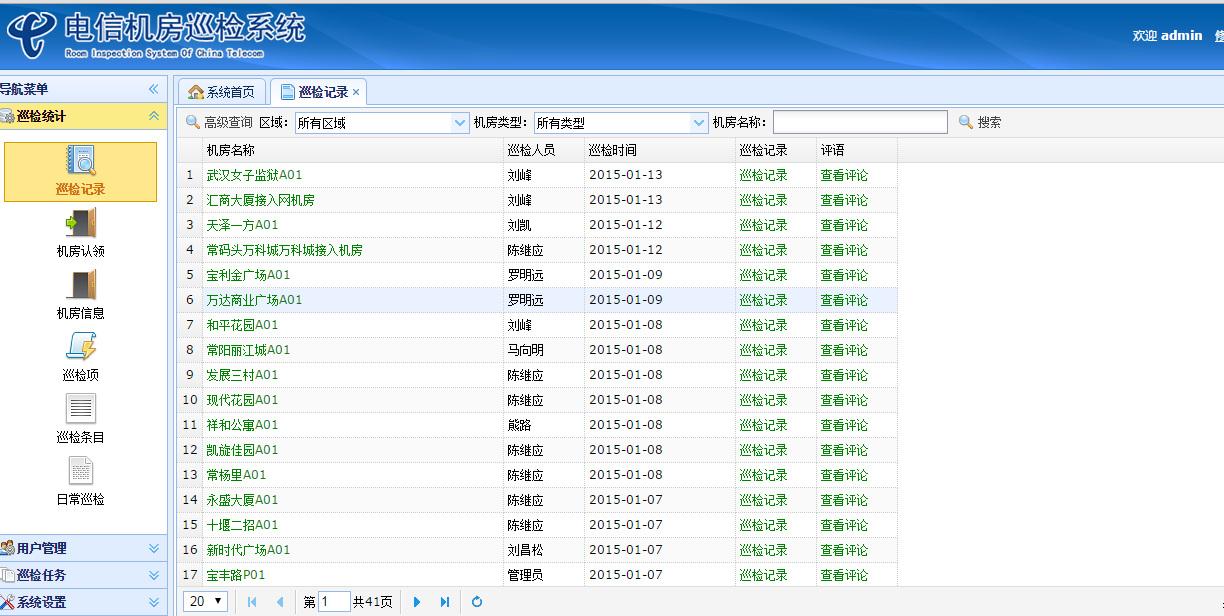 电信机房巡检系统
Room Inspection System Of China Telecom
欢迎 admin
导航菜单
巡检统计
巡检记录
机房认领
机房信息
巡检项
巡检条目
日常巡检
用户管理
巡检任务
系统设置
系统首页 巡检记录
高级查询 区域： 所有区域 机房类型： 所有类型 机房名称： 搜索
机房名称 巡检人员 巡检时间 巡检记录 评语
1 武汉女子监狱A01 刘峰 2015-01-13 巡检记录 查看评论
2 汇商大厦接入网机房 刘峰 2015-01-13 巡检记录 查看评论
3 天泽一方A01 刘凯 2015-01-12 巡检记录 查看评论
4 常码头万科城万科城接入机房 陈继应 2015-01-12 巡检记录 查看评论
5 宝利金广场A01 罗明远 2015-01-09 巡检记录 查看评论
6 万达商业广场A01 罗明远 2015-01-09 巡检记录 查看评论
7 和平花园A01 刘峰 2015-01-08 巡检记录 查看评论
8 常阳丽江城A01 马向明 2015-01-08 巡检记录 查看评论
9 发展三村A01 陈继应 2015-01-08 巡检记录 查看评论
10 现代花园A01 陈继应 2015-01-08 巡检记录 查看评论
11 祥和公寓A01 熊路 2015-01-08 巡检记录 查看评论
12 凯旋佳园A01 陈继应 2015-01-08 巡检记录 查看评论
13 常杨里A01 陈继应 2015-01-08 巡检记录 查看评论
14 永盛大厦A01 陈继应 2015-01-07 巡检记录 查看评论
15 十堰二招A01 陈继应 2015-01-07 巡检记录 查看评论
16 新时代广场A01 刘昌松 2015-01-07 巡检记录 查看评论
17 宝丰路P01 管理员 2015-01-07 巡检记录 查看评论
20 第 1 共41页